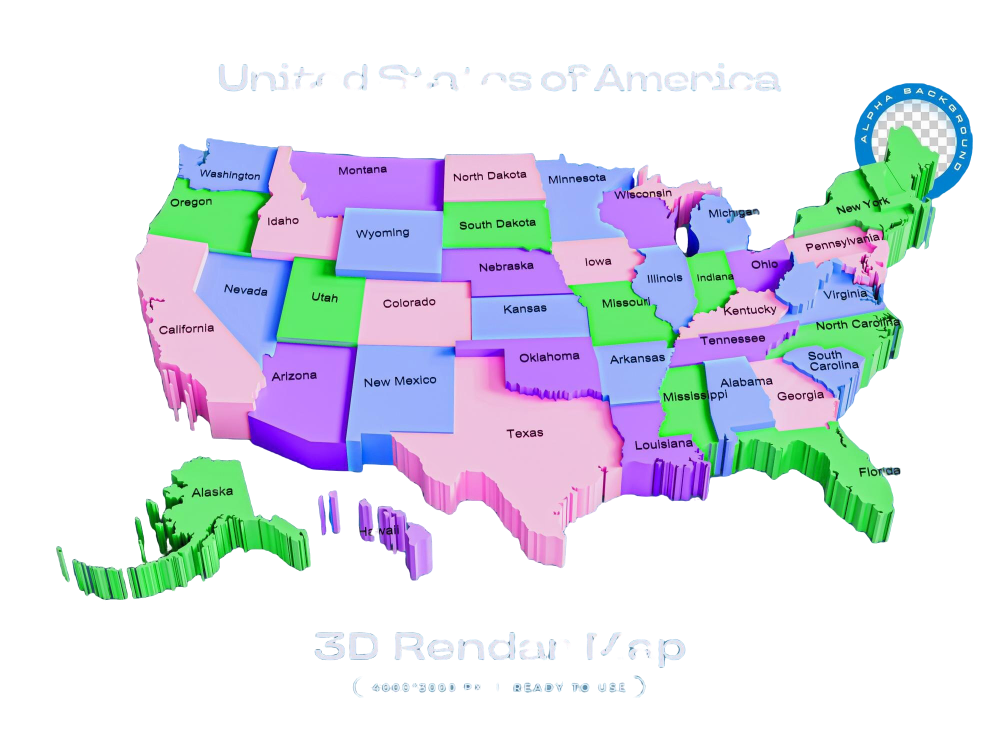 United States of America
ALPHA BACKGROUND
Washington
Montana
North Dakota
Minnesota
Wisconsin
Michigan
New York
Oregon
Idaho
Wyoming
South Dakota
Iowa
Illinois
Indiana
Ohio
Pennsylvania
Nevada
Utah
Colorado
Nebraska
Kansas
Missouri
Kentucky
Virginia
California
Arizona
New Mexico
Oklahoma
Arkansas
Tennessee
North Carolina
South
Carolina
Mississippi
Alabama
Georgia
Texas
Louisiana
Florida
Alaska
Hawaii
3D Render Map
READY TO USE